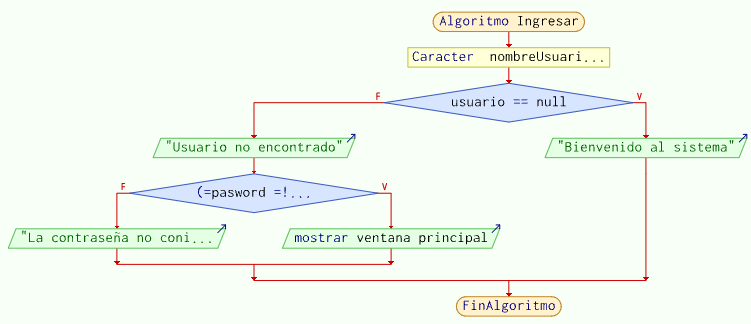 Algoritmo Ingresar
Caracter nombreUsuari...
usuario == null
F
V
"Usuario no encontrado"
"Bienvenido al sistema"
(=pasword =!...
F
V
"La contraseña no coni...
mostrar ventana principal
FinAlgoritmo